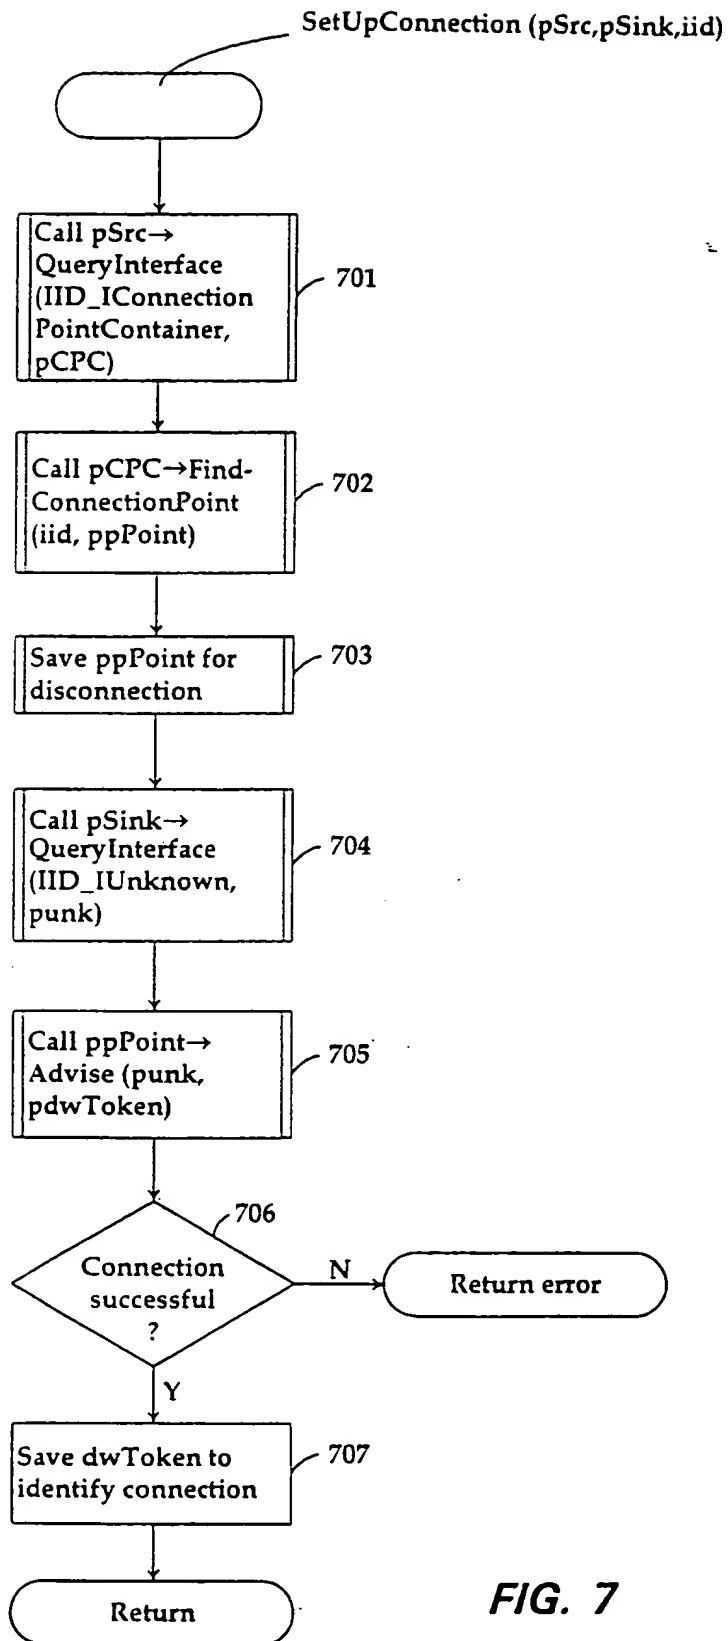 SetUpConnection (pSrc,pSink,iid)
Call pSrc→
QueryInterface
(IID_IConnection
PointContainer,
pCPC)
701
Call pCPC→Find-
ConnectionPoint
(iid, ppPoint)
702
Save ppPoint for
disconnection
703
Call pSink→
QueryInterface
(IID_IUnknown,
punk)
704
Call ppPoint→
Advise (punk,
pdwToken)
705
706
Connection
successful
?
N
Return error
Y
Save dwToken to
identify connection
707
Return
FIG. 7